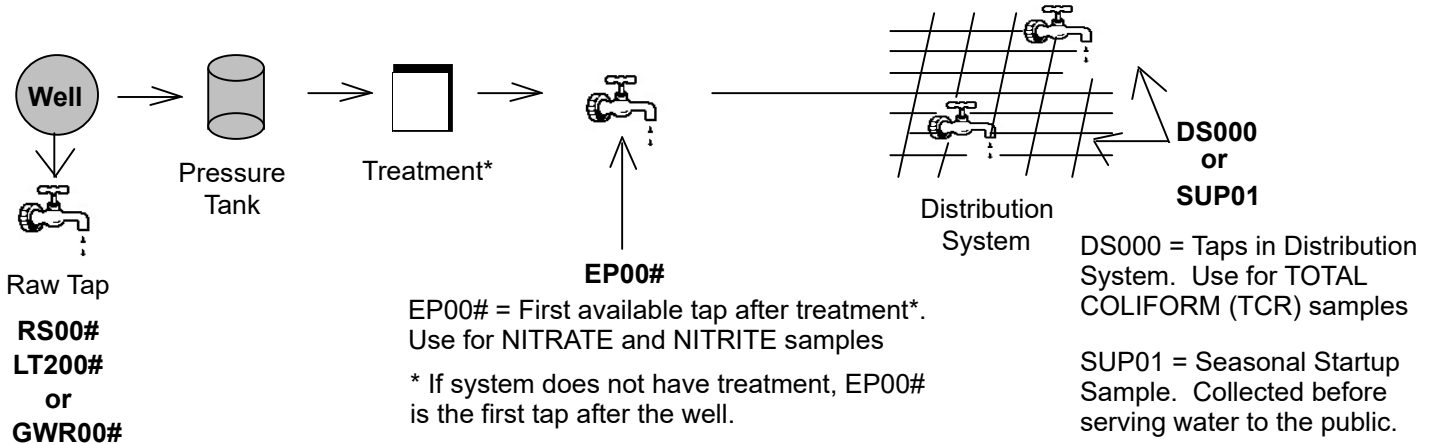 Well
Pressure
Tank
Treatment*
Raw Tap
RS00#
LT200#
or
GWR00#
EP00#
EP00# = First available tap after treatment*.
Use for NITRATE and NITRITE samples
* If system does not have treatment, EP00#
is the first tap after the well.
Distribution
System
DS000
or
SUP01
DS000 = Taps in Distribution
System. Use for TOTAL
COLIFORM (TCR) samples
SUP01 = Seasonal Startup
Sample. Collected before
serving water to the public.